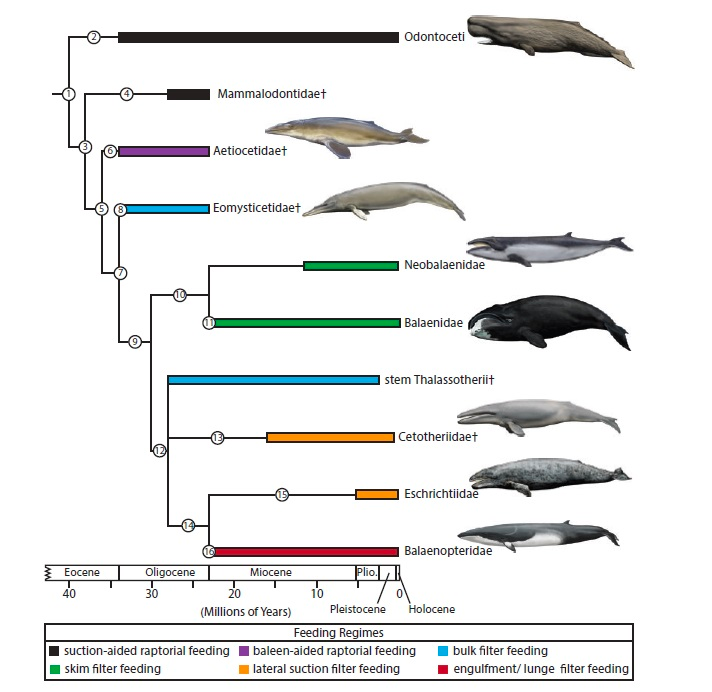 2 Odontoceti
1 4 Mammalodontidae†
3 6 Aetiocetidae†
5 8 Eomysticetidae†
7 Neobalaenidae
10
11 Balaenidae
9
stem Thalassotherii†
13 Cetotheriidae†
12
15 Eschrichtiidae
14
16 Balaenopteridae
Eocene Oligocene Miocene Plio.
40 30 20 10 0
(Millions of Years) Pleistocene Holocene
Feeding Regimes
suction-aided raptorial feeding baleen-aided raptorial feeding bulk filter feeding
skim filter feeding lateral suction filter feeding engulfment/ lunge filter feeding